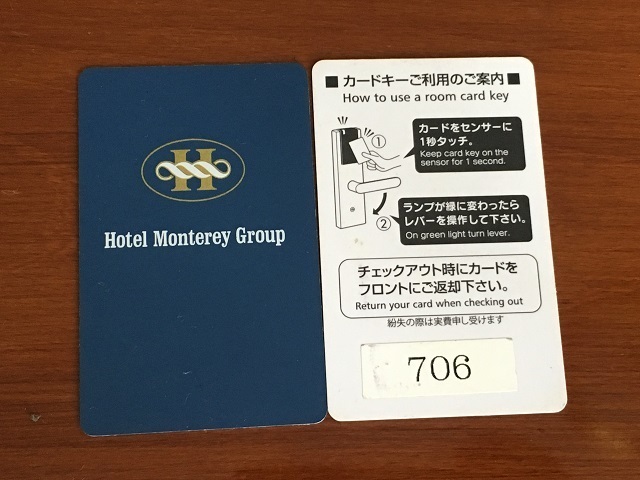 H
Hotel Monterey Group
■ カードキーご利用のご案内 ■
How to use a room card key
①
カードをセンサーに
1秒タッチ。
Keep card key on the
sensor for 1 second.
②
ランプが緑に変わったら
レバーを操作して下さい。
On green light turn lever.
チェックアウト時にカードを
フロントにご返却下さい。
Return your card when checking out
紛失の際は実費申し受けます
706